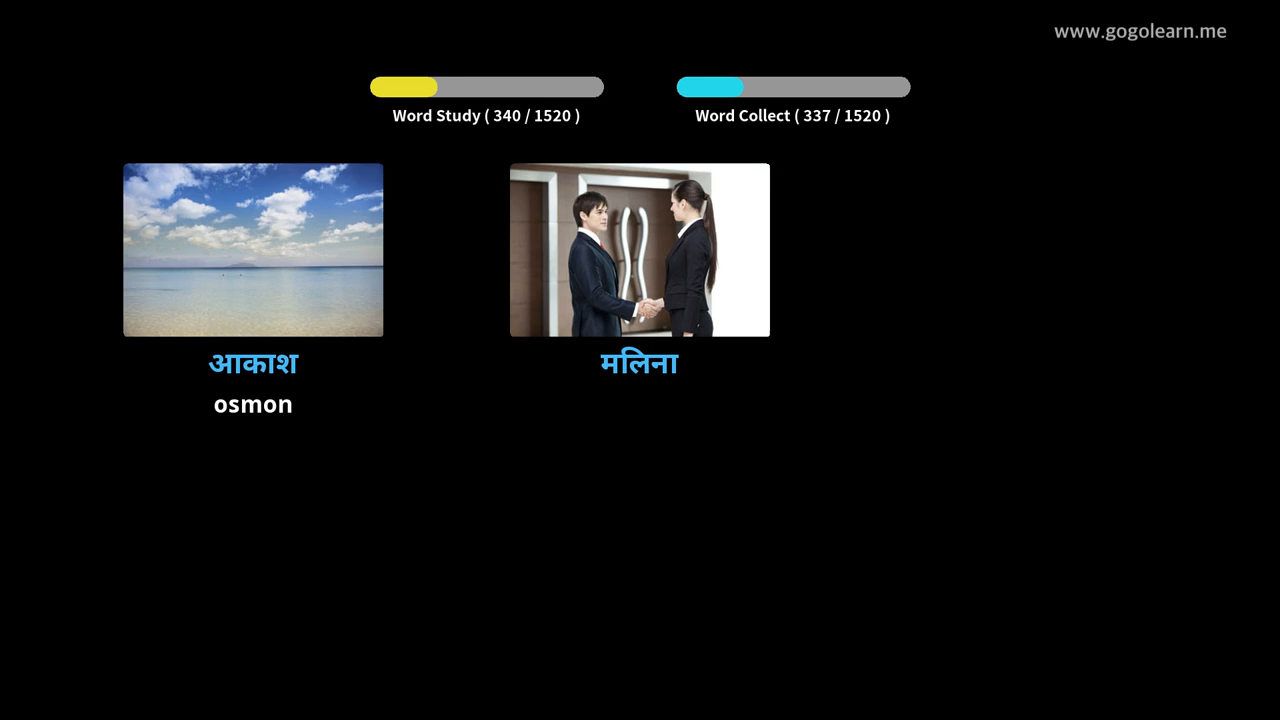 www.gogolearn.me
Word Study ( 340 / 1520 )
Word Collect ( 337 / 1520 )
आकाश
मलिना
osmon